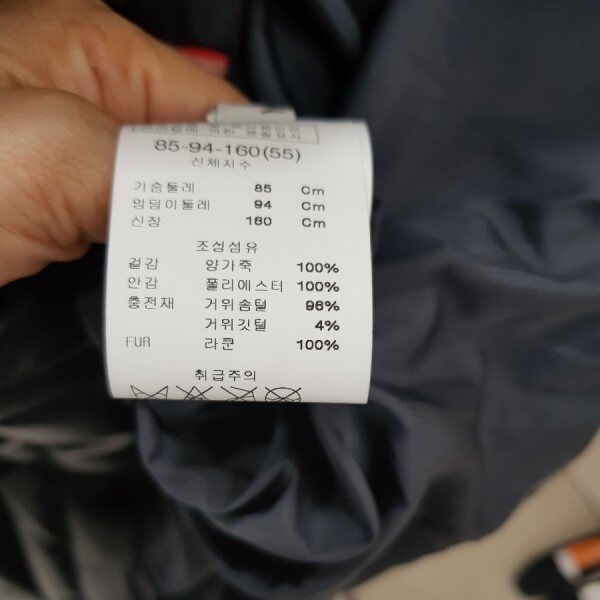 85-94-160(55)
신체치수
가슴둘레 85 Cm
엉덩이둘레 94 Cm
신장 160 Cm
조성섬유
겉감 양가죽 100%
안감 폴리에스터 100%
충전재 거위솜털 96%
거위깃털 4%
FUR 라쿤 100%
취급주의